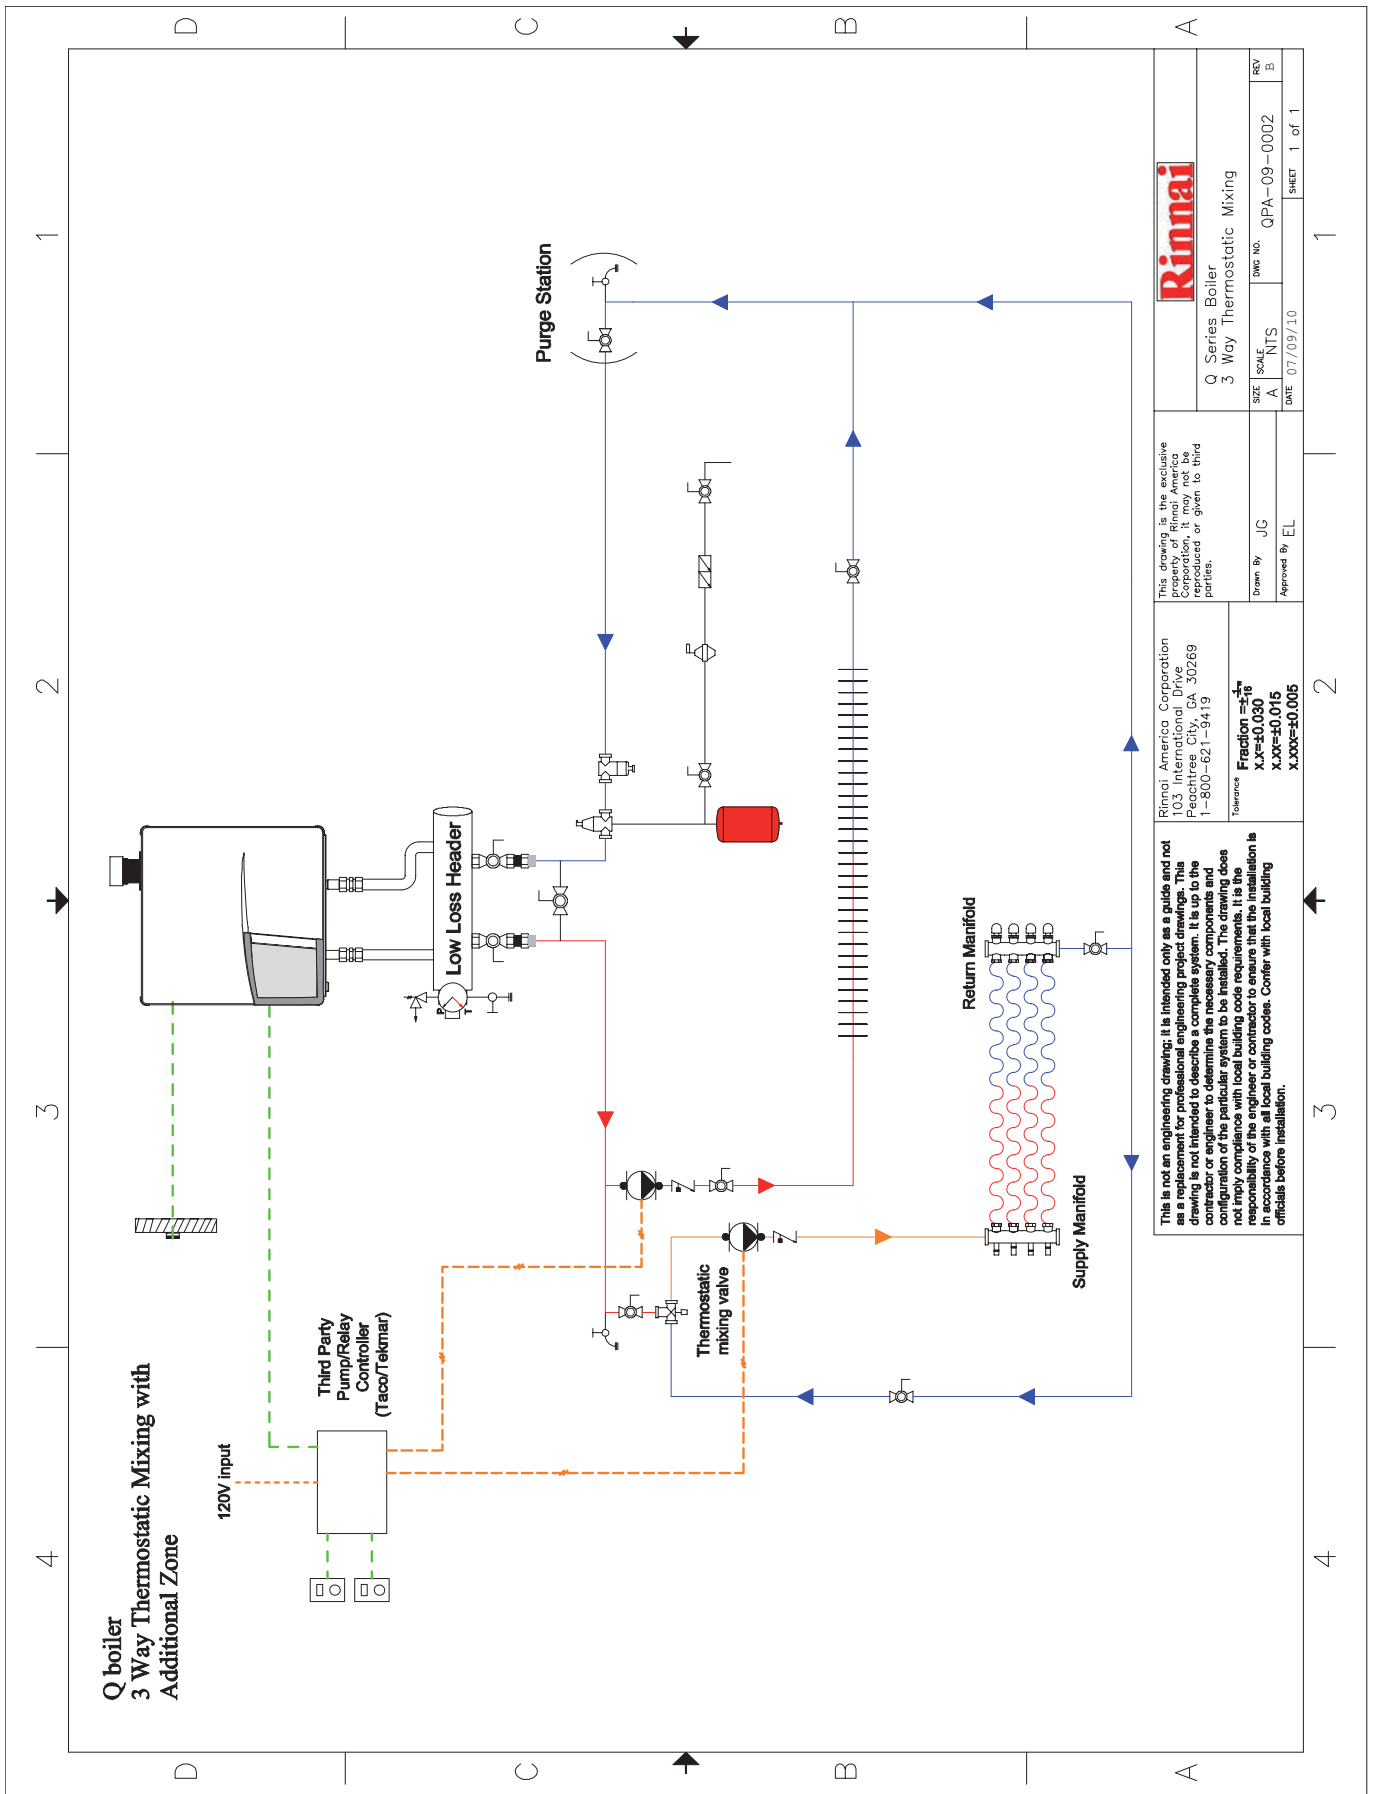 Q boiler
3 Way Thermostatic Mixing with
Additional Zone
4
3
2
1
D
C
B
A
D
C
B
A
4
3
2
1
120V input
Third Party
Pump/Relay
Controller
(Taco/Tekmar)
Low Loss Header
P
T
Purge Station
Thermostatic
mixing valve
Supply Manifold
Return Manifold
This is not an engineering drawing; it is intended only as a guide and not
as a replacement for professional engineering project drawings. This
drawing is not intended to describe a complete system. It is up to the
contractor or engineer to determine the necessary components and
configuration of the particular system to be installed. The drawing does
not imply compliance with local building code requirements. It is the
responsibility of the engineer or contractor to ensure that the installation is
in accordance with all local building codes. Confer with local building
officials before installation.
Rinnai America Corporation
103 International Drive
Peachtree City, GA 30269
1-800-621-9419
Tolerance
Fraction =±1/16"
X.X=±0.030
X.XX=±0.015
X.XXX=±0.005
This drawing is the exclusive
property of Rinnai America
Corporation, it may not be
reproduced or given to third
parties.
Drawn By JG
Approved By EL
Rinnai
Q Series Boiler
3 Way Thermostatic Mixing
SIZE A
SCALE NTS
DWG NO. QPA-09-0002
REV B
DATE 07/09/10
SHEET 1 of 1